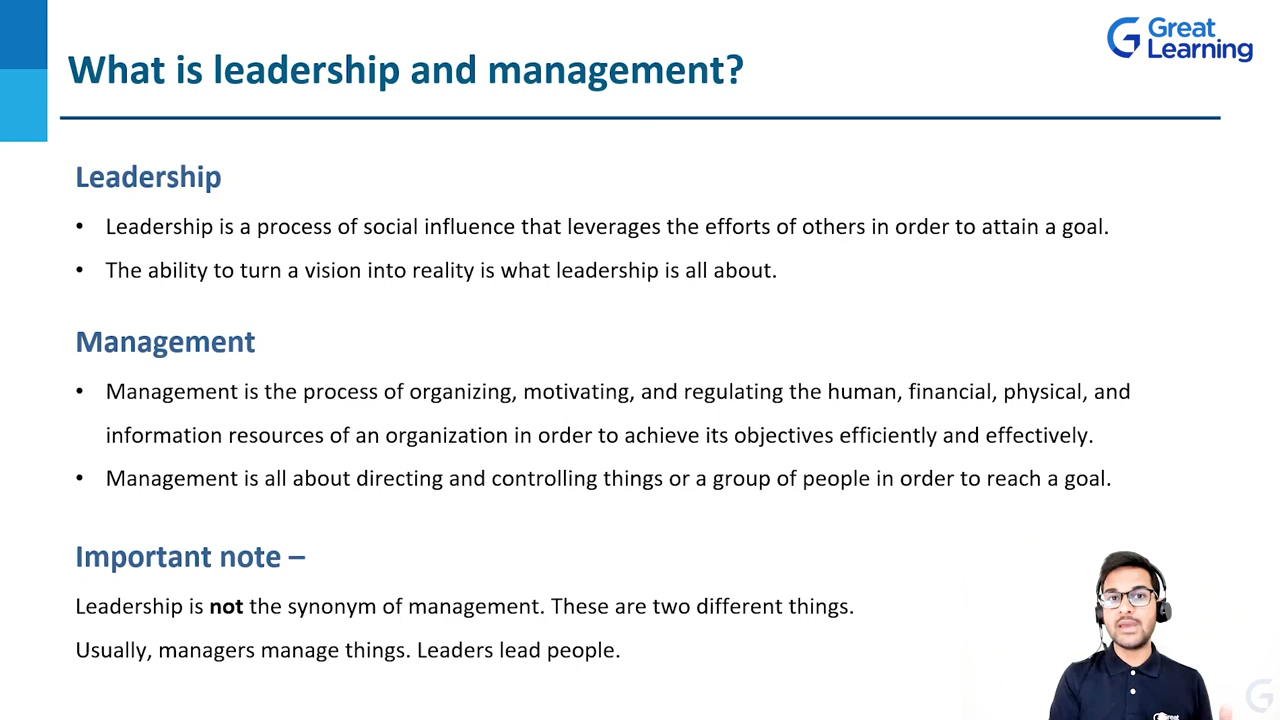 What is leadership and management?
Great
Learning
Leadership
• Leadership is a process of social influence that leverages the efforts of others in order to attain a goal.
• The ability to turn a vision into reality is what leadership is all about.
Management
• Management is the process of organizing, motivating, and regulating the human, financial, physical, and
information resources of an organization in order to achieve its objectives efficiently and effectively.
• Management is all about directing and controlling things or a group of people in order to reach a goal.
Important note –
Leadership is not the synonym of management. These are two different things.
Usually, managers manage things. Leaders lead people.
Great